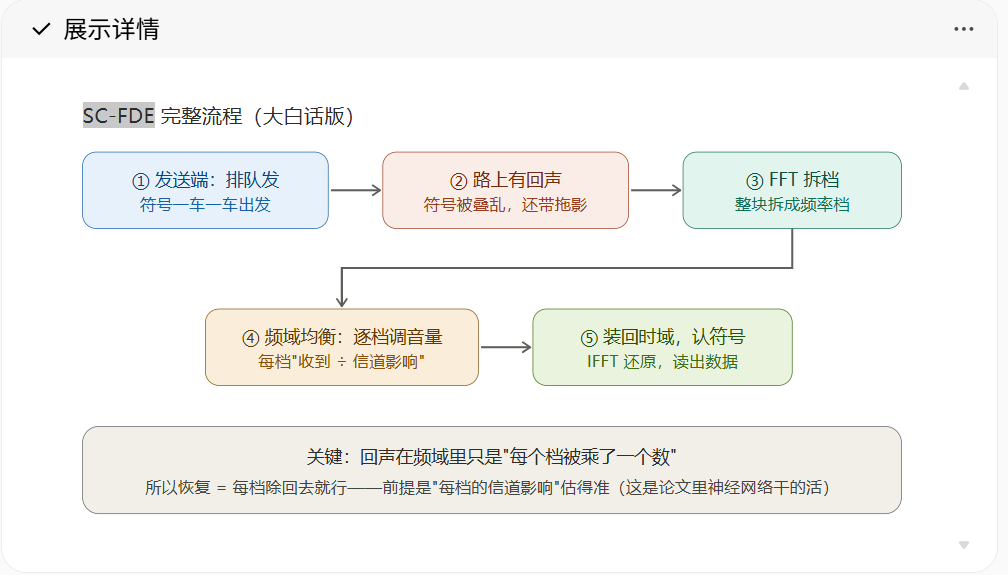 展示详情
SC-FDE 完整流程（大白话版）
① 发送端：排队发
符号一车一车出发
② 路上有回声
符号被叠乱，还带拖影
③ FFT 拆档
整块拆成频率档
④ 频域均衡：逐档调音量
每档"收到 ÷ 信道影响"
⑤ 装回时域，认符号
IFFT 还原，读出数据
关键：回声在频域里只是"每个档被乘了一个数"
所以恢复 = 每档除回去就行——前提是"每档的信道影响"估得准（这是论文里神经网络干的活）